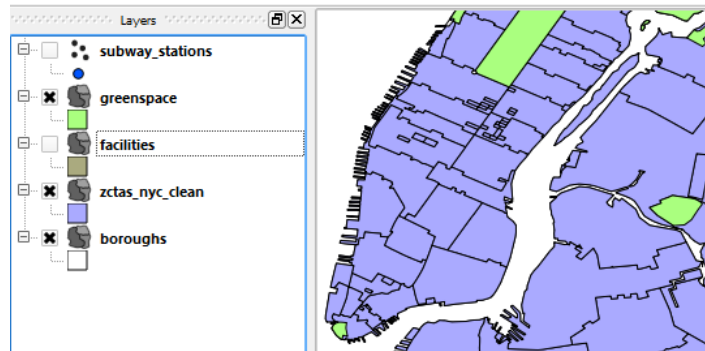 Layers
subway_stations
greenspace
facilities
zctas_nyc_clean
boroughs